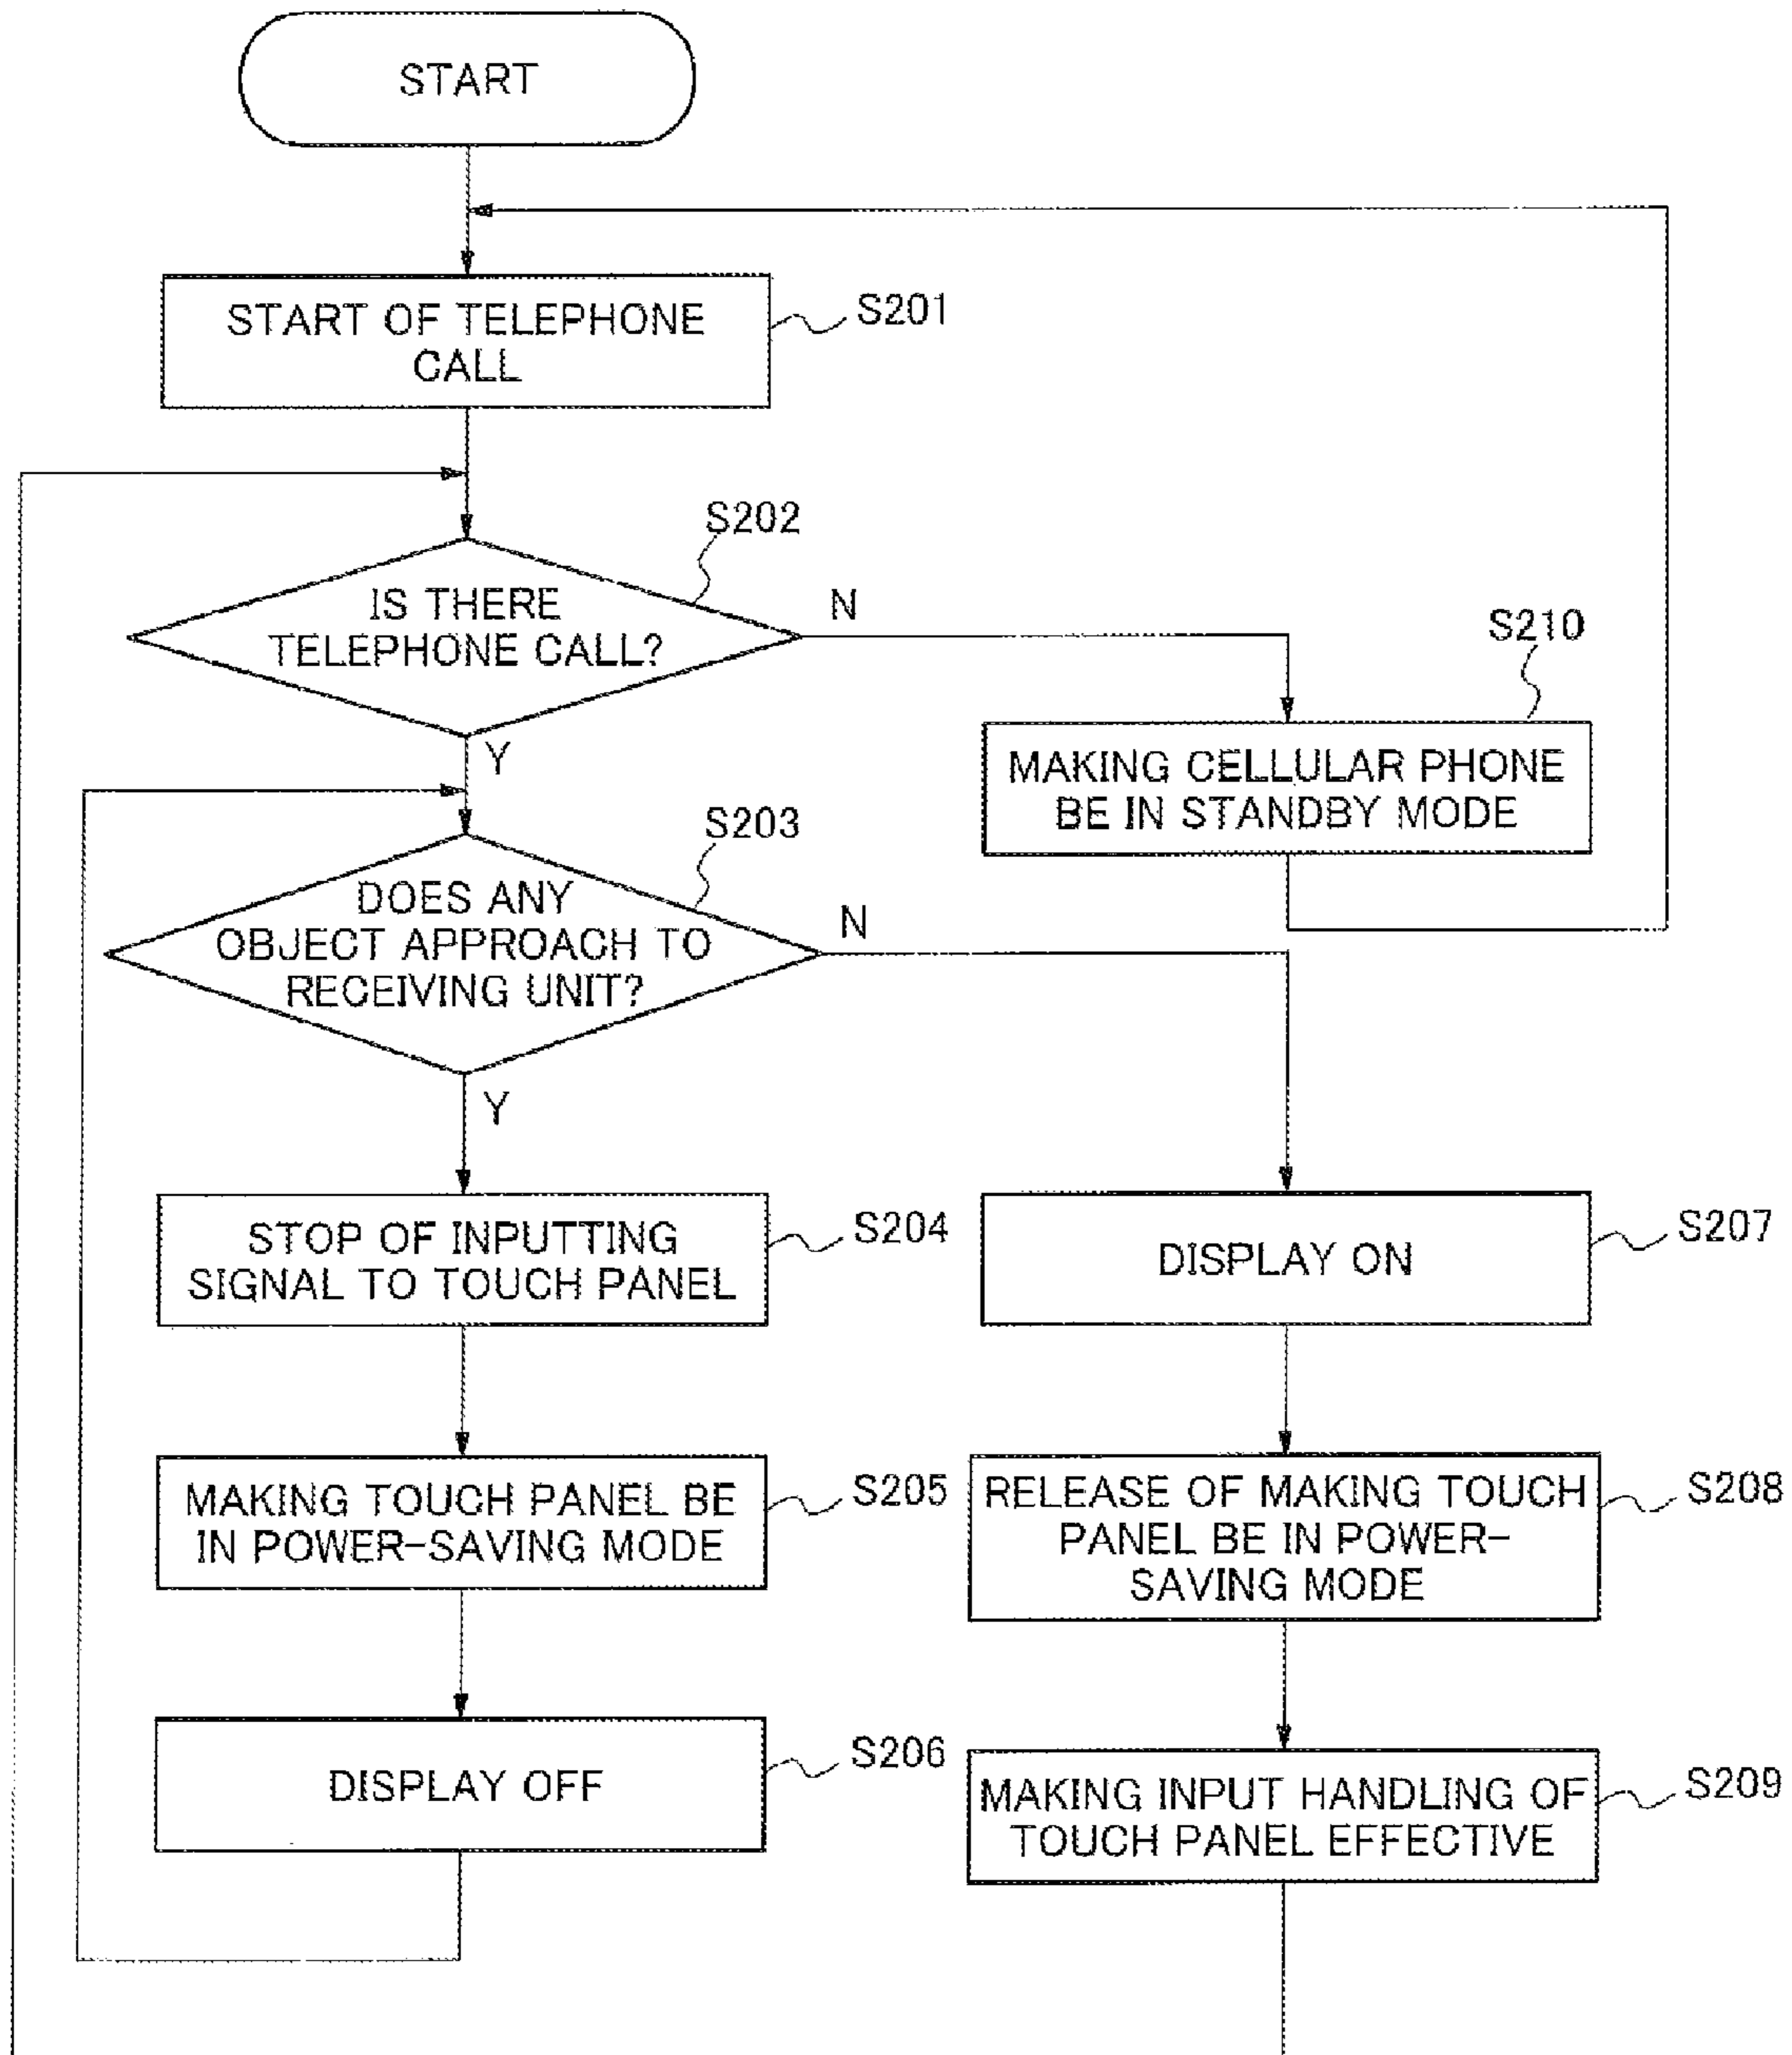 START
START OF TELEPHONE
CALL
S201
S202
IS THERE
TELEPHONE CALL?
N
Y
S210
MAKING CELLULAR PHONE
BE IN STANDBY MODE
S203
DOES ANY
OBJECT APPROACH TO
RECEIVING UNIT?
N
Y
STOP OF INPUTTING
SIGNAL TO TOUCH PANEL
S204
DISPLAY ON
S207
MAKING TOUCH PANEL BE
IN POWER-SAVING MODE
S205
RELEASE OF MAKING TOUCH
PANEL BE IN POWER-
SAVING MODE
S208
DISPLAY OFF
S206
MAKING INPUT HANDLING OF
TOUCH PANEL EFFECTIVE
S209